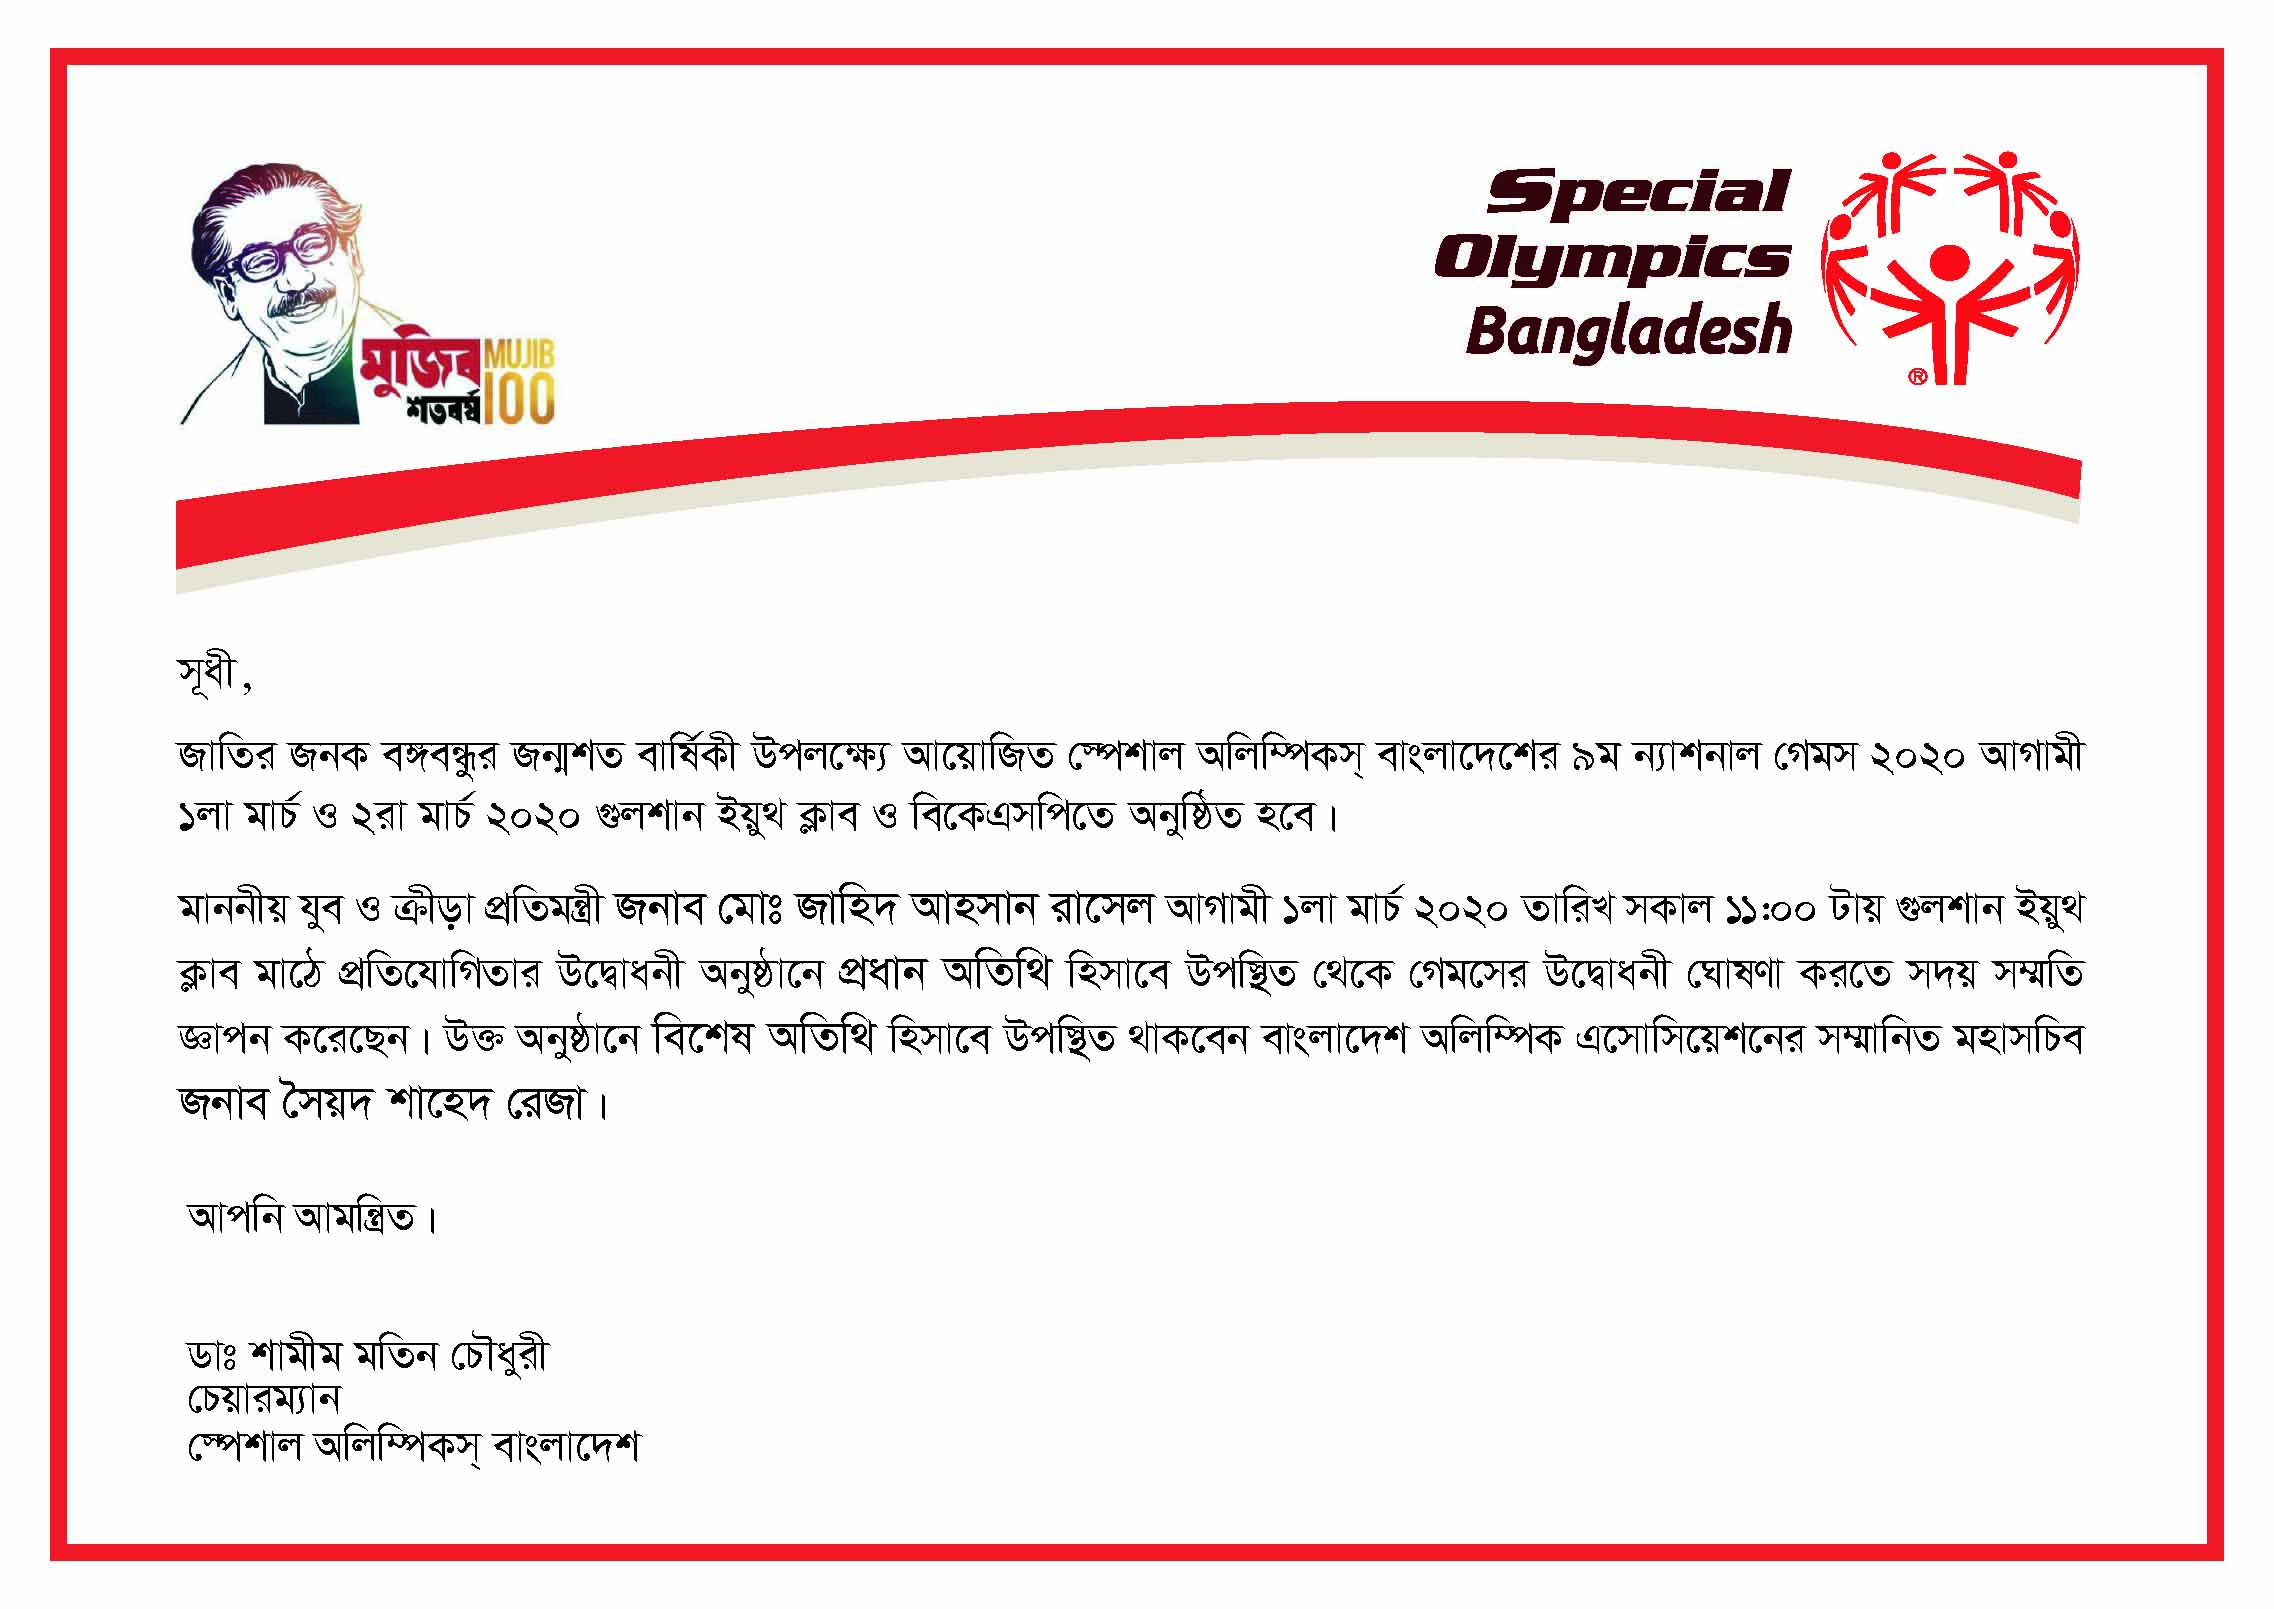 মুজিব MUJIB
শতবর্ষ 100
Special
Olympics
Bangladesh
®
সূধী,
জাতির জনক বঙ্গবন্ধুর জন্মশত বার্ষিকী উপলক্ষ্যে আয়োজিত স্পেশাল অলিম্পিকস্ বাংলাদেশের ৯ম ন্যাশনাল গেমস ২০২০ আগামী
১লা মার্চ ও ২রা মার্চ ২০২০ গুলশান ইয়ুথ ক্লাব ও বিকেএসপিতে অনুষ্ঠিত হবে।
মাননীয় যুব ও ক্রীড়া প্রতিমন্ত্রী জনাব মোঃ জাহিদ আহসান রাসেল আগামী ১লা মার্চ ২০২০ তারিখ সকাল ১১:০০ টায় গুলশান ইয়ুথ
ক্লাব মাঠে প্রতিযোগিতার উদ্বোধনী অনুষ্ঠানে প্রধান অতিথি হিসাবে উপস্থিত থেকে গেমসের উদ্বোধনী ঘোষণা করতে সদয় সম্মতি
জ্ঞাপন করেছেন। উক্ত অনুষ্ঠানে বিশেষ অতিথি হিসাবে উপস্থিত থাকবেন বাংলাদেশ অলিম্পিক এসোসিয়েশনের সম্মানিত মহাসচিব
জনাব সৈয়দ শাহেদ রেজা।
আপনি আমন্ত্রিত।
ডাঃ শামীম মতিন চৌধুরী
চেয়ারম্যান
স্পেশাল অলিম্পিকস্ বাংলাদেশ